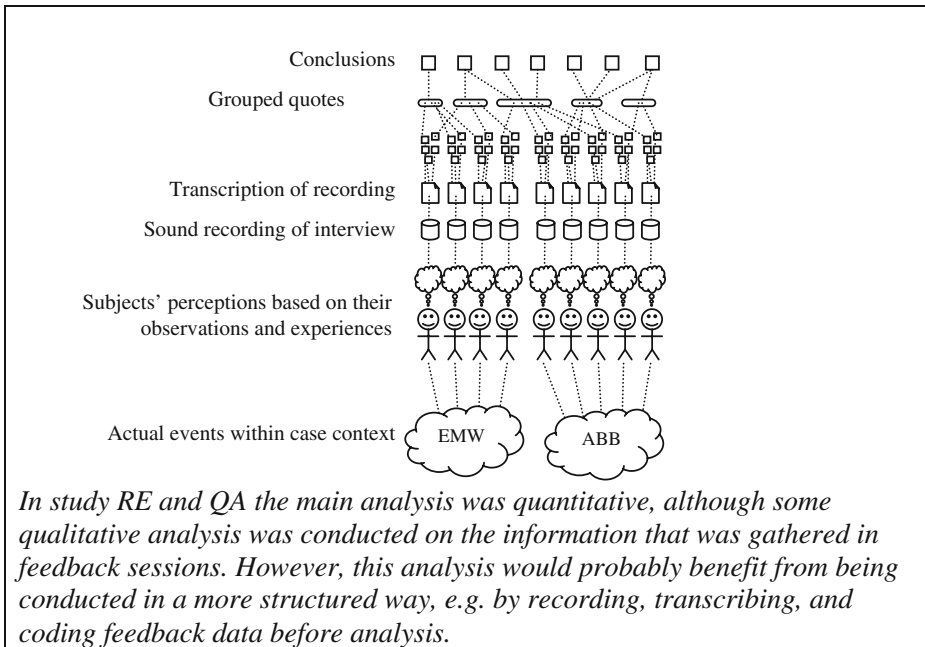 Conclusions
Grouped quotes
Transcription of recording
Sound recording of interview
Subjects’ perceptions based on their
observations and experiences
Actual events within case context
EMW
ABB
In study RE and QA the main analysis was quantitative, although some
qualitative analysis was conducted on the information that was gathered in
feedback sessions. However, this analysis would probably benefit from being
conducted in a more structured way, e.g. by recording, transcribing, and
coding feedback data before analysis.